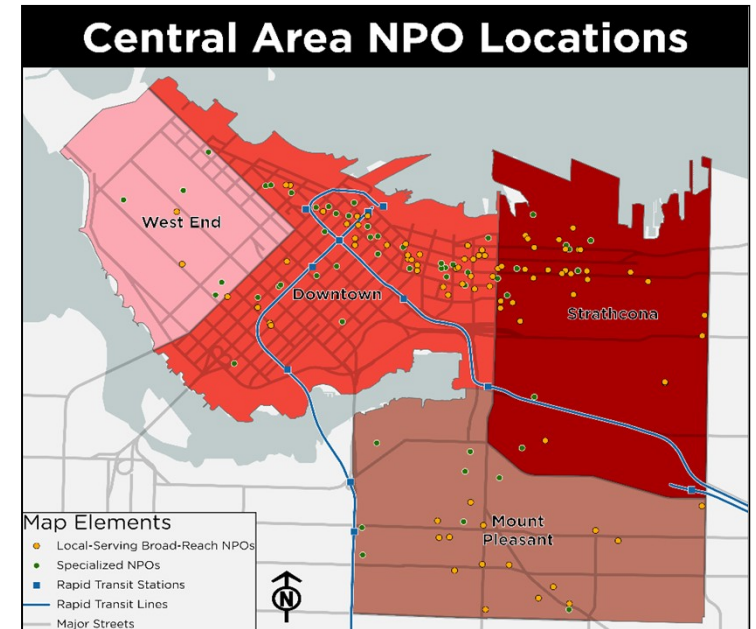 Central Area NPO Locations
West End
Downtown
Strathcona
Mount
Pleasant
Map Elements
Local-Serving Broad-Reach NPOs
Specialized NPOs
Rapid Transit Stations
Rapid Transit Lines
Major Streets
N